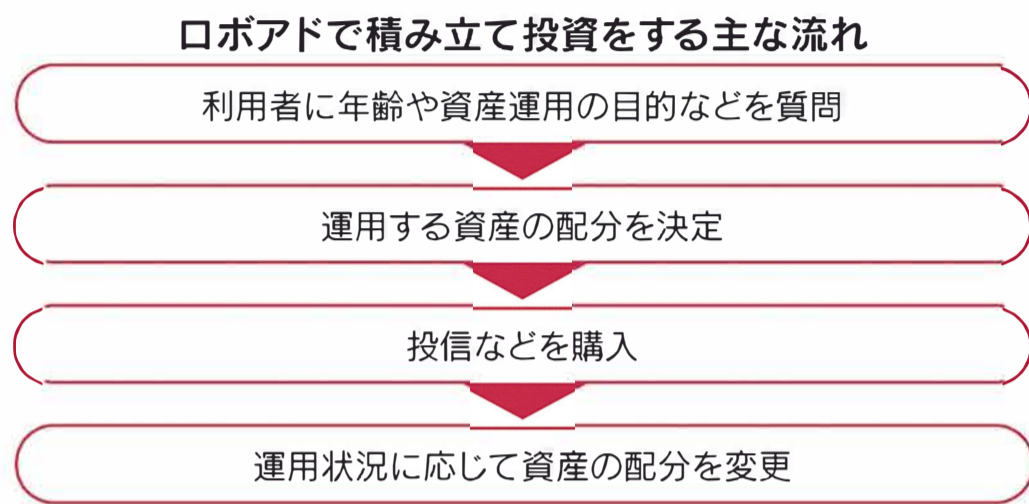 ロボアドで積み立て投資をする主な流れ
利用者に年齢や資産運用の目的などを質問
運用する資産の配分を決定
投信などを購入
運用状況に応じて資産の配分を変更